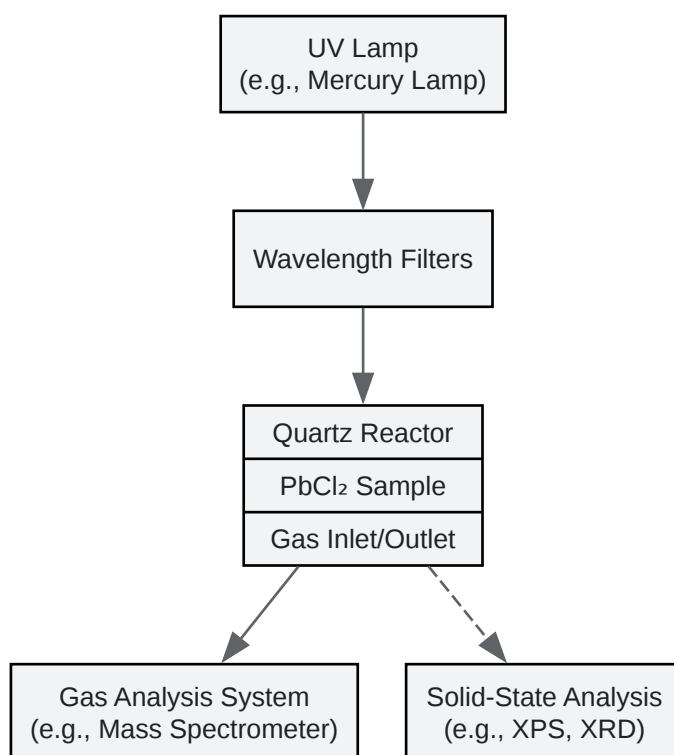 UV Lamp
(e.g., Mercury Lamp)
Wavelength Filters
Quartz Reactor
PbCl₂ Sample
Gas Inlet/Outlet
Gas Analysis System
(e.g., Mass Spectrometer)
Solid-State Analysis
(e.g., XPS, XRD)